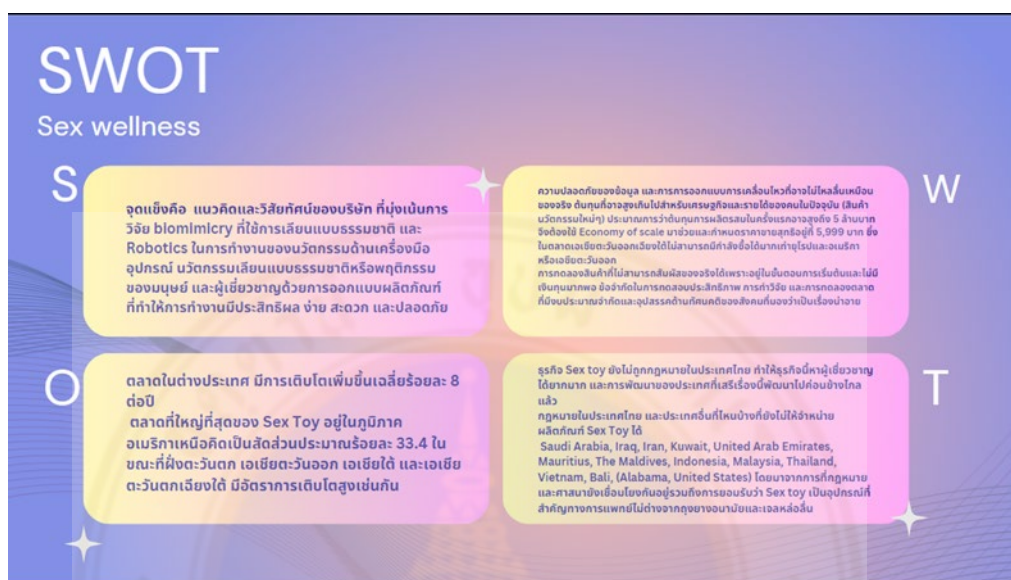 SWOT
Sex wellness
S
จุดแข็งคือ แนวคิดและวิสัยทัศน์ของบริษัท ที่มุ่งเน้นการ
วิจัย biomimicry ที่ใช้การเลียนแบบธรรมชาติ และ
Robotics ในการทำงานของนวัตกรรมด้านเครื่องมือ
อุปกรณ์ นวัตกรรมเลียนแบบธรรมชาติหรือพฤติกรรม
ของมนุษย์ และผู้เชี่ยวชาญด้วยการออกแบบผลิตภัณฑ์
ที่ทำให้การทำงานมีประสิทธิผล ง่าย สะดวก และปลอดภัย
W
ความปลอดภัยของข้อมูล และการการออกแบบการเคลื่อนไหวที่อาจไม่ไหลลื่นเหมือน
ของจริง ต้นทุนที่อาจสูงเกินไปสำหรับเศรษฐกิจและรายได้ของคนในปัจจุบัน (สินค้า
นวัตกรรมใหม่ๆ) ประมาณการว่าต้นทุนการผลิตรสมในครั้งแรกอาจสูงถึง 5 ล้านบาท
จึงต้องใช้ Economy of scale มาช่วยและกำหนดราคาขายสุทธิอยู่ที่ 5,999 บาท ซึ่ง
ในตลาดเอเชียตะวันออกเฉียงใต้ไม่สามารถมีกำลังซื้อได้มากเท่ายุโรปและอเมริกา
หรือเอเชียตะวันออก
การทดลองสินค้าที่ไม่สามารถสัมผัสของจริงได้เพราะอยู่ในขั้นตอนการเริ่มต้นและไม่มี
เงินทุนมากพอ ข้อจำกัดในการทดสอบประสิทธิภาพ การทำวิจัย และการทดลองตลาด
ที่มีงบประมาณจำกัดและอุปสรรคด้านทัศนคติของสังคมที่มองว่าเป็นเรื่องน่าอาย
O
ตลาดในต่างประเทศ มีการเติบโตเพิ่มขึ้นเฉลี่ยร้อยละ 8
ต่อปี
ตลาดที่ใหญ่ที่สุดของ Sex Toy อยู่ในภูมิภาค
อเมริกาเหนือคิดเป็นสัดส่วนประมาณร้อยละ 33.4 ใน
ขณะที่ฝั่งตะวันตก เอเชียตะวันออก เอเชียใต้ และเอเชีย
ตะวันตกเฉียงใต้ มีอัตราการเติบโตสูงเช่นกัน
T
ธุรกิจ Sex toy ยังไม่ถูกกฎหมายในประเทศไทย ทำให้ธุรกิจนี้หาผู้เชี่ยวชาญ
ได้ยากมาก และการพัฒนาของประเทศที่เสรีเรื่องนี้พัฒนาไปค่อนข้างไกล
แล้ว
กฎหมายในประเทศไทย และประเทศอื่นที่ไหนบ้างที่ยังไม่ให้จำหน่าย
ผลิตภัณฑ์ Sex Toy ได้
Saudi Arabia, Iraq, Iran, Kuwait, United Arab Emirates,
Mauritius, The Maldives, Indonesia, Malaysia, Thailand,
Vietnam, Bali, (Alabama, United States) โดยมาจากการที่กฎหมาย
และศาสนายังเชื่อมโยงกันอยู่รวมถึงการยอมรับว่า Sex toy เป็นอุปกรณ์ที่
สำคัญทางการแพทย์ไม่ต่างจากถุงยางอนามัยและเจลหล่อลื่น